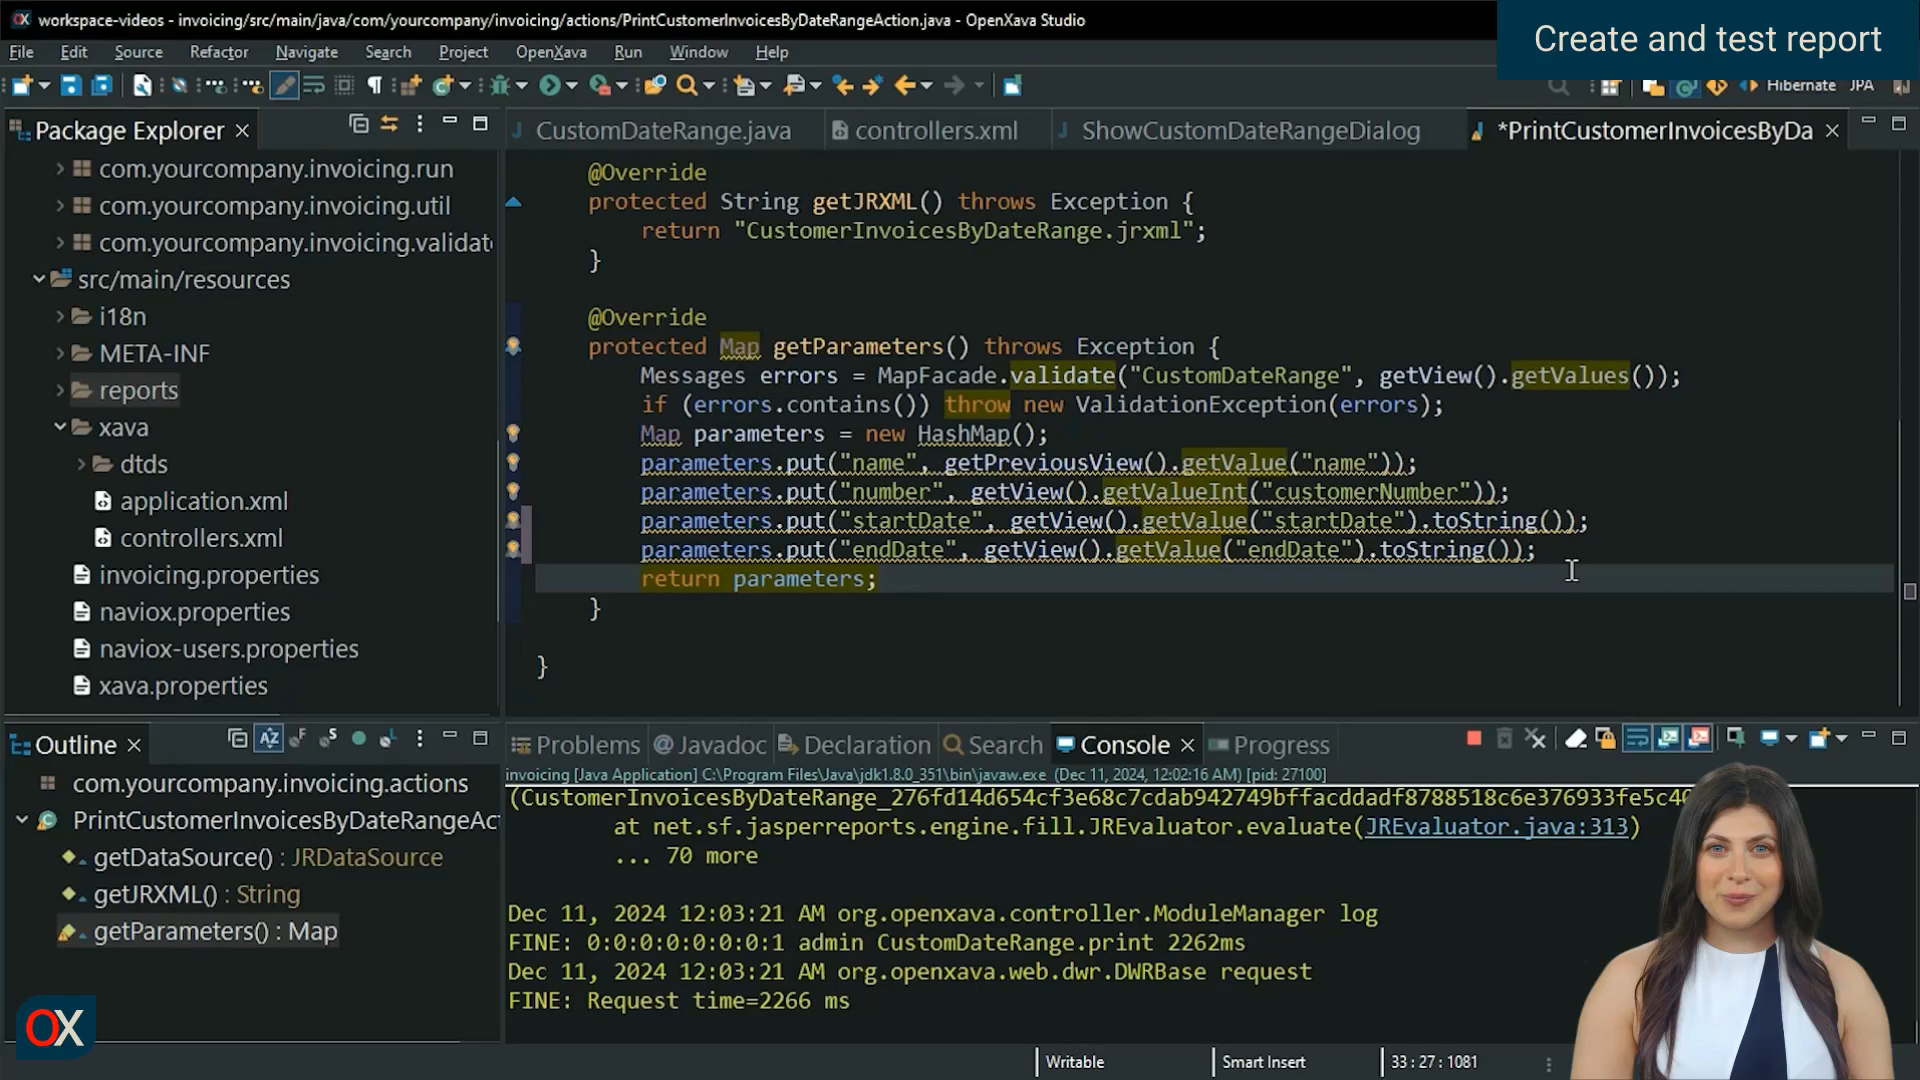 workspace-videos - invoicing/src/main/java/com/yourcompany/invoicing/actions/PrintCustomerInvoicesByDateRangeAction.java - OpenXava Studio
Create and test report
File Edit Source Refactor Navigate Search Project OpenXava Run Window Help
Hibernate JPA
Package Explorer
CustomDateRange.java controllers.xml ShowCustomDateRangeDialog *PrintCustomerInvoicesByDa
com.yourcompany.invoicing.run
com.yourcompany.invoicing.util
com.yourcompany.invoicing.validat
src/main/resources
i18n
META-INF
reports
xava
dtds
application.xml
controllers.xml
invoicing.properties
naviox.properties
naviox-users.properties
xava.properties
@Override
protected String getJRXML() throws Exception {
return "CustomerInvoicesByDateRange.jrxml";
}
@Override
protected Map getParameters() throws Exception {
Messages errors = MapFacade.validate("CustomDateRange", getView().getValues());
if (errors.contains()) throw new ValidationException(errors);
Map parameters = new HashMap();
parameters.put("name", getPreviousView().getValue("name"));
parameters.put("number", getView().getValueInt("customerNumber"));
parameters.put("startDate", getView().getValue("startDate").toString());
parameters.put("endDate", getView().getValue("endDate").toString());
return parameters;
}
}
Outline
com.yourcompany.invoicing.actions
PrintCustomerInvoicesByDateRangeAct
getDataSource() : JRDataSource
getJRXML() : String
getParameters() : Map
Problems @ Javadoc Declaration Search Console Progress
invoicing [Java Application] C:\Program Files\Java\jdk1.8.0_351\bin\javaw.exe (Dec 11, 2024, 12:02:16 AM) [pid: 27100]
(CustomerInvoicesByDateRange_276fd14d654cf3e68c7cdab942749bffacddadf8788518c6e376933fe5c40
at net.sf.jasperreports.engine.fill.JREvaluator.evaluate(JREvaluator.java:313)
... 70 more
Dec 11, 2024 12:03:21 AM org.openxava.controller.ModuleManager log
FINE: 0:0:0:0:0:0:0:1 admin CustomDateRange.print 2262ms
Dec 11, 2024 12:03:21 AM org.openxava.web.dwr.DWRBase request
FINE: Request time=2266 ms
OX
Writable Smart Insert 33 : 27 : 1081